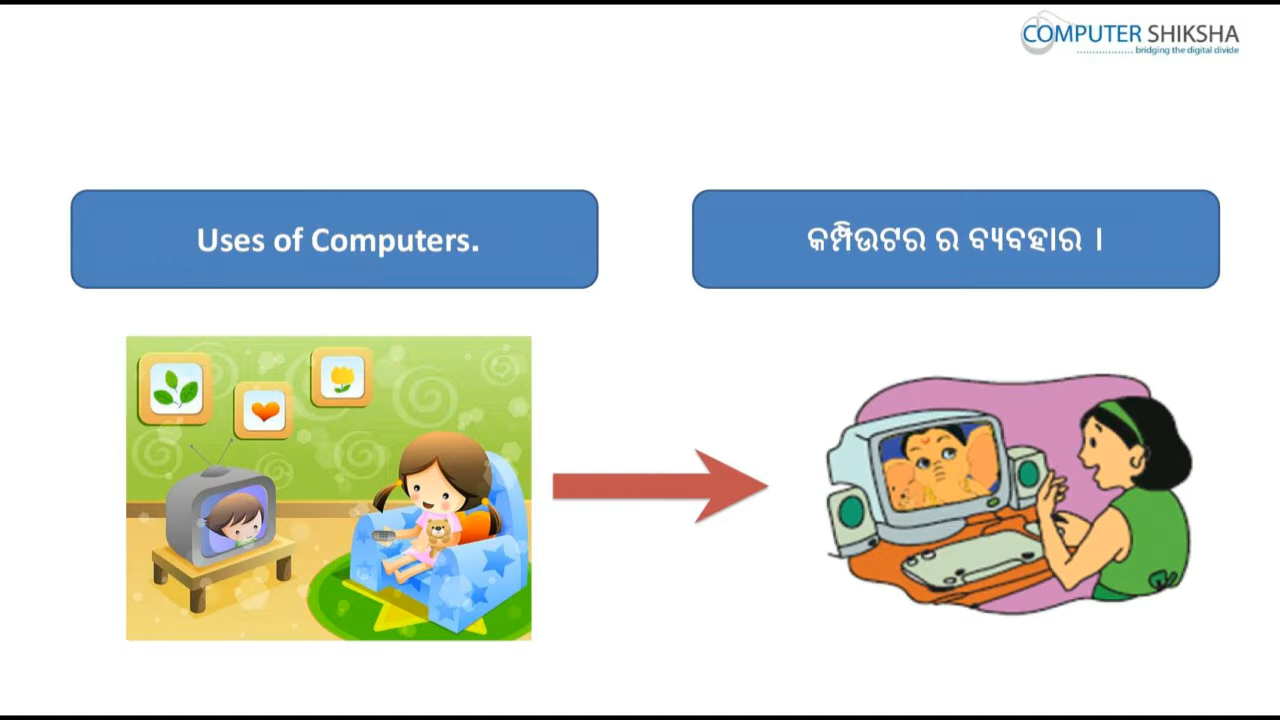 COMPUTER SHIKSHA
.................. bridging the digital divide
Uses of Computers.
କମ୍ପିଉଟର ର ବ୍ୟବହାର ।